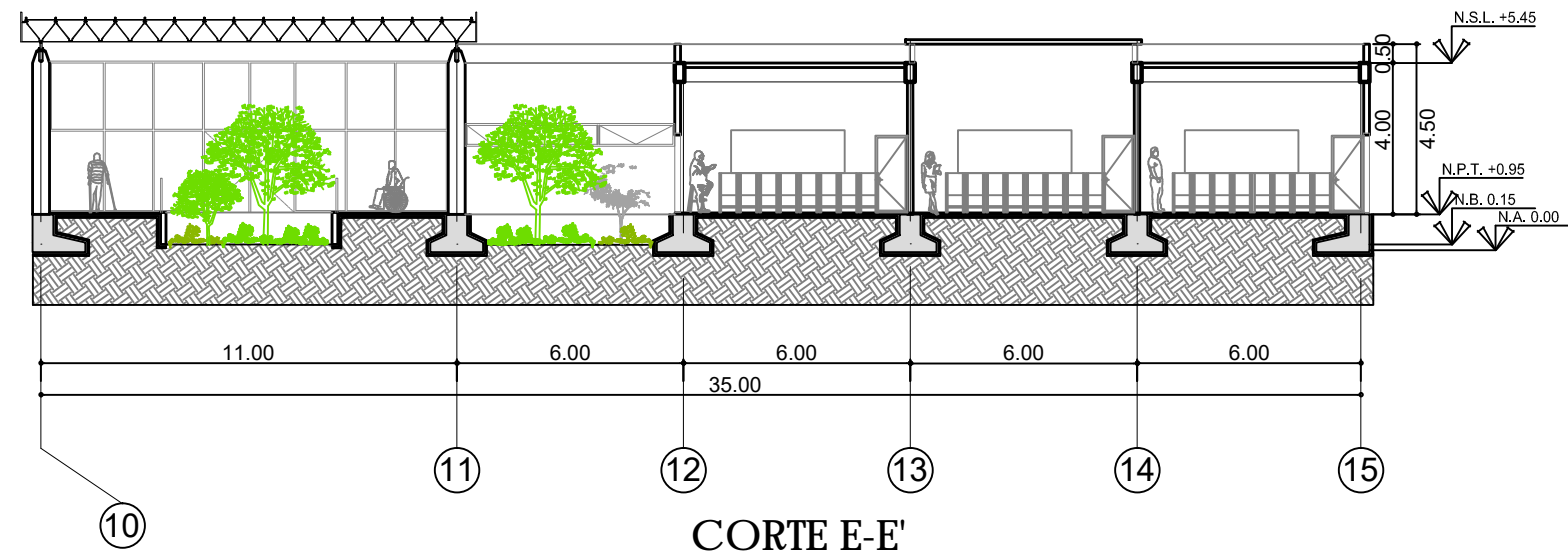 N.S.L. +5.45
0.50
4.00
4.50
N.P.T. +0.95
N.B. 0.15
N.A. 0.00
11.00 6.00 6.00 6.00 6.00
35.00
11 12 13 14 15
10
CORTE E-E'